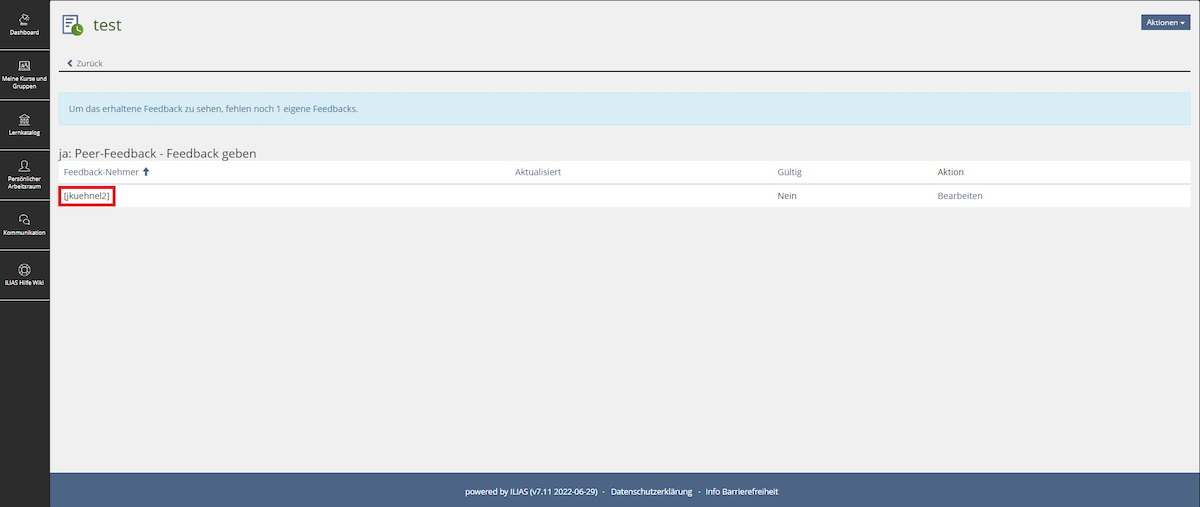 Dashboard
Meine Kurse und
Gruppen
Lernkatalog
Persönlicher
Arbeitsraum
Kommunikation
ILIAS Hilfe Wiki
test
Aktionen
Zurück
Um das erhaltene Feedback zu sehen, fehlen noch 1 eigene Feedbacks.
ja: Peer-Feedback - Feedback geben
Feedback-Nehmer Aktualisiert Gültig Aktion
[jkuehnel2] Nein Bearbeiten
powered by ILIAS (v7.11 2022-06-29) · Datenschutzerklärung · Info Barrierefreiheit